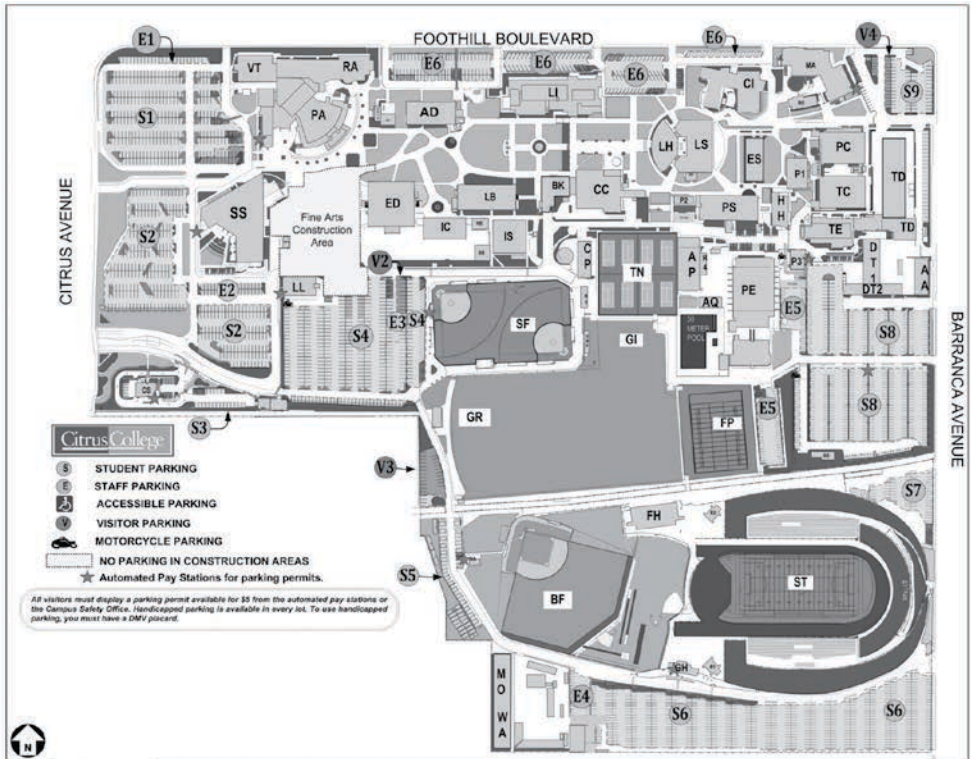 FOOTHILL BOULEVARD
E1
E6
V4
E6
E6
E6
VT
RA
LI
CI
MA
S9
S1
PA
AD
LH
LS
ES
PC
P1
TC
TD
CITRUS AVENUE
SS
Fine Arts
Construction
Area
ED
LB
BK
CC
P2
PS
H
H
IC
IS
TE
TD
S2
V2
C
P
TN
A
P
P3
D
T
1
A
A
E2
LL
DT2
S2
S4
E3
S4
SF
AQ
PE
E5
S8
50
METER
POOL
GI
CS
S3
GR
FP
E5
S8
BARRANCA AVENUE
Citrus College
S STUDENT PARKING
E STAFF PARKING
ACCESSIBLE PARKING
V VISITOR PARKING
MOTORCYCLE PARKING
NO PARKING IN CONSTRUCTION AREAS
Automated Pay Stations for parking permits.
All visitors must display a parking permit available for $5 from the automated pay stations or
the Campus Safety Office. Handicapped parking is available in every lot. To use handicapped
parking, you must have a DMV placard.
V3
S7
FH
S5
BF
ST
GH
M
O
W
A
E4
S6
S6
N